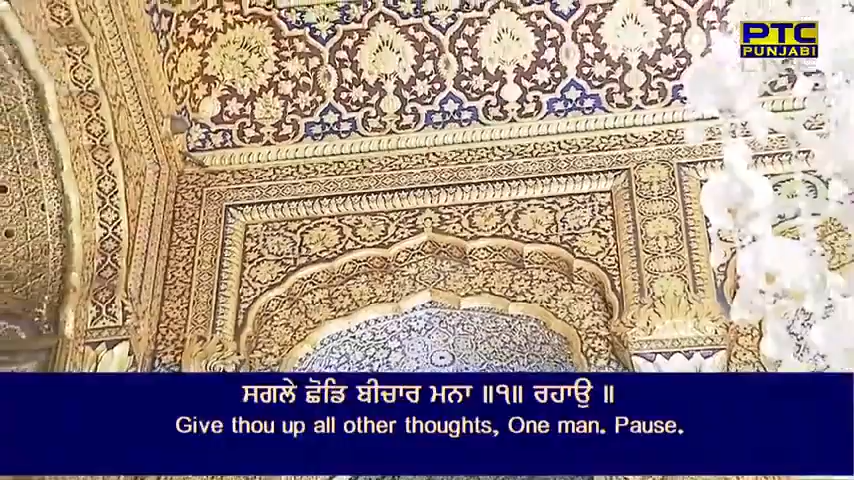 PTC
PUNJABI
ਸਗਲੇ ਛੋਡਿ ਬੀਚਾਰ ਮਨਾ ॥੧॥ ਰਹਾਉ ॥
Give thou up all other thoughts, One man. Pause.